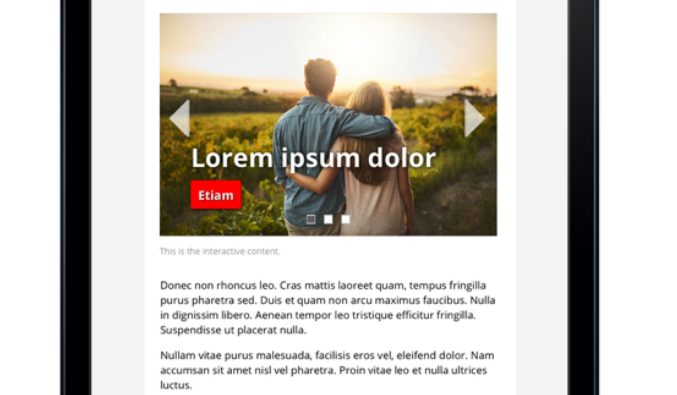 Lorem ipsum dolor
Etiam
This is the interactive content.
Donec non rhoncus leo. Cras mattis laoreet quam, tempus fringilla
purus pharetra sed. Duis et quam non arcu maximus faucibus. Nulla
in dignissim libero. Aenean tempor leo tristique efficitur fringilla.
Suspendisse ut placerat nulla.
Nullam vitae purus malesuada, facilisis eros vel, eleifend dolor. Nam
accumsan sit amet nisl vel pharetra. Proin vitae leo et nulla ultrices
luctus.